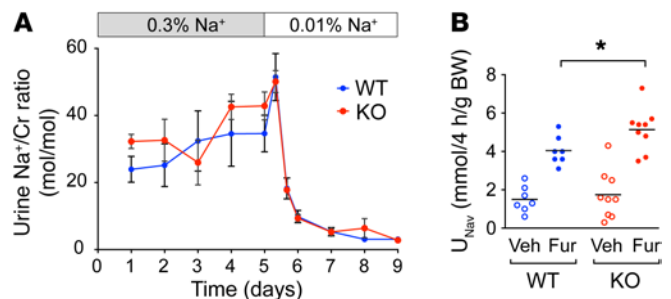 A
0.3% Na⁺ 0.01% Na⁺
60
40
20
0
Urine Na⁺/Cr ratio
(mol/mol)
WT
KO
0 1 2 3 4 5 6 7 8 9
Time (days)
B
*
8
6
4
2
0
U_Nav (mmol/4 h/g BW)
Veh Fur Veh Fur
WT KO